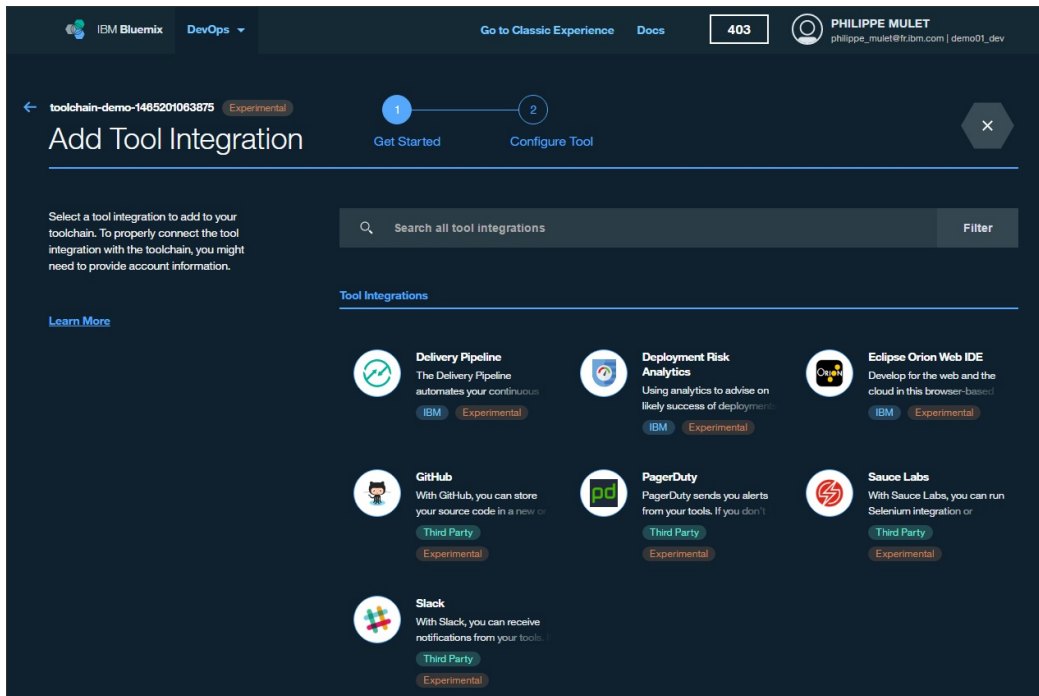 IBM Bluemix DevOps Go to Classic Experience Docs 403 PHILIPPE MULET
philippe_mulet@fr.ibm.com | demo01_dev
toolchain-demo-1465201063875 Experimental
Add Tool Integration
1 2
Get Started Configure Tool
Select a tool integration to add to your
toolchain. To properly connect the tool
integration with the toolchain, you might
need to provide account information.
Learn More
Search all tool integrations Filter
Tool Integrations
Delivery Pipeline
The Delivery Pipeline
automates your continuous
IBM Experimental
Deployment Risk
Analytics
Using analytics to advise on
likely success of deployments
IBM Experimental
ORION
Eclipse Orion Web IDE
Develop for the web and the
cloud in this browser-based
IBM Experimental
GitHub
With GitHub, you can store
your source code in a new or
Third Party
Experimental
pd
PagerDuty
PagerDuty sends you alerts
from your tools. If you don't
Third Party
Experimental
Sauce Labs
With Sauce Labs, you can run
Selenium integration or
Third Party
Experimental
Slack
With Slack, you can receive
notifications from your tools.
Third Party
Experimental